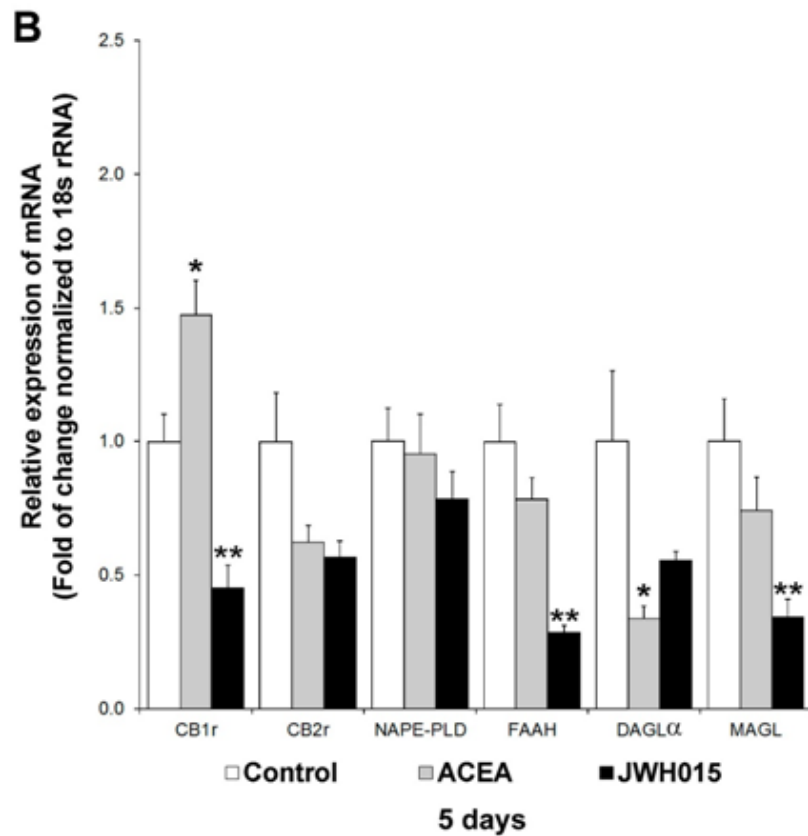 B
Relative expression of mRNA
(Fold of change normalized to 18s rRNA)
2.5
2.0
1.5
1.0
0.5
0.0
*
**
**
*
**
CB1r CB2r NAPE-PLD FAAH DAGLα MAGL
Control ACEA JWH015
5 days